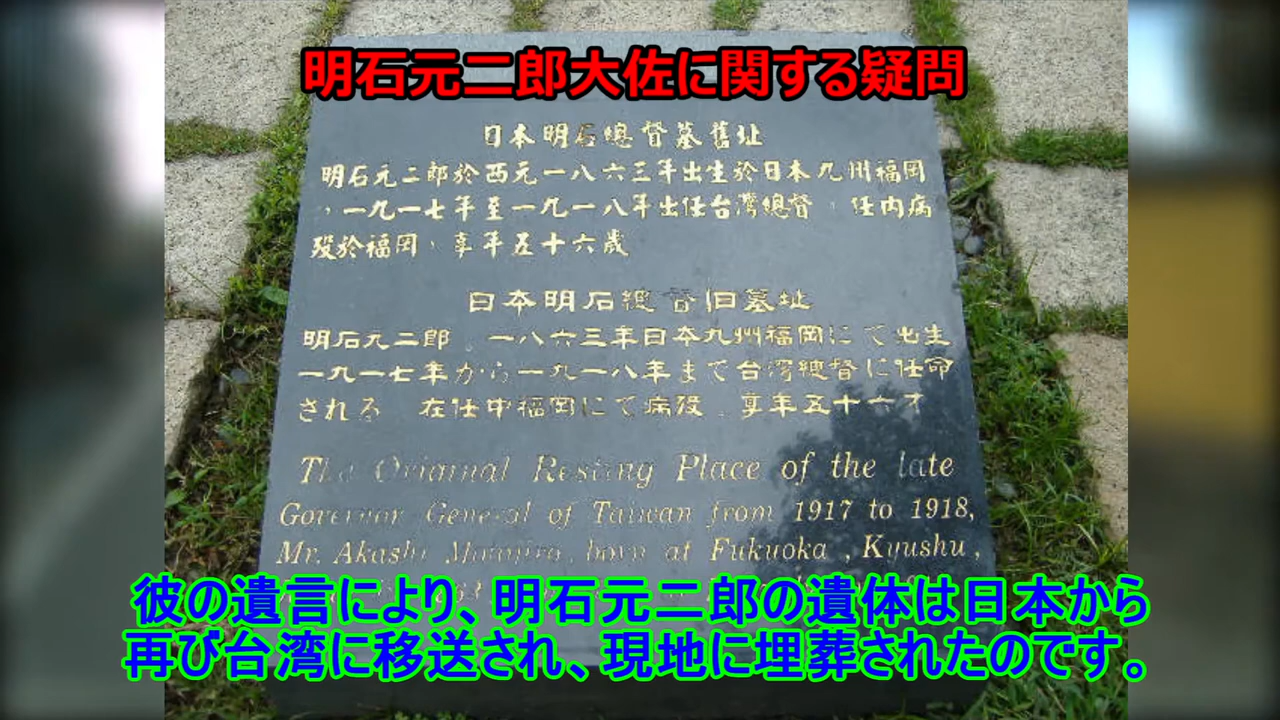 明石元二郎大佐に関する疑問
日本明石總督墓舊址
明石元二郎於西元一八六三年出生於日本九州福岡
，一九一七年至一九一八年出任台灣總督，任內病
殁於福岡，享年五十六歲
日本明石總督旧墓址
明石元二郎。一八六三年日本九州福岡にて出生
一九一七年から一九一八年まで台湾總督に任命
される 在任中福岡にて病殁。享年五十六才
The Original Resting Place of the late
Governor General of Taiwan from 1917 to 1918,
Mr. Akashi Motojiro, born at Fukuoka, Kyushu,
彼の遺言により、明石元二郎の遺体は日本から
再び台湾に移送され、現地に埋葬されたのです。